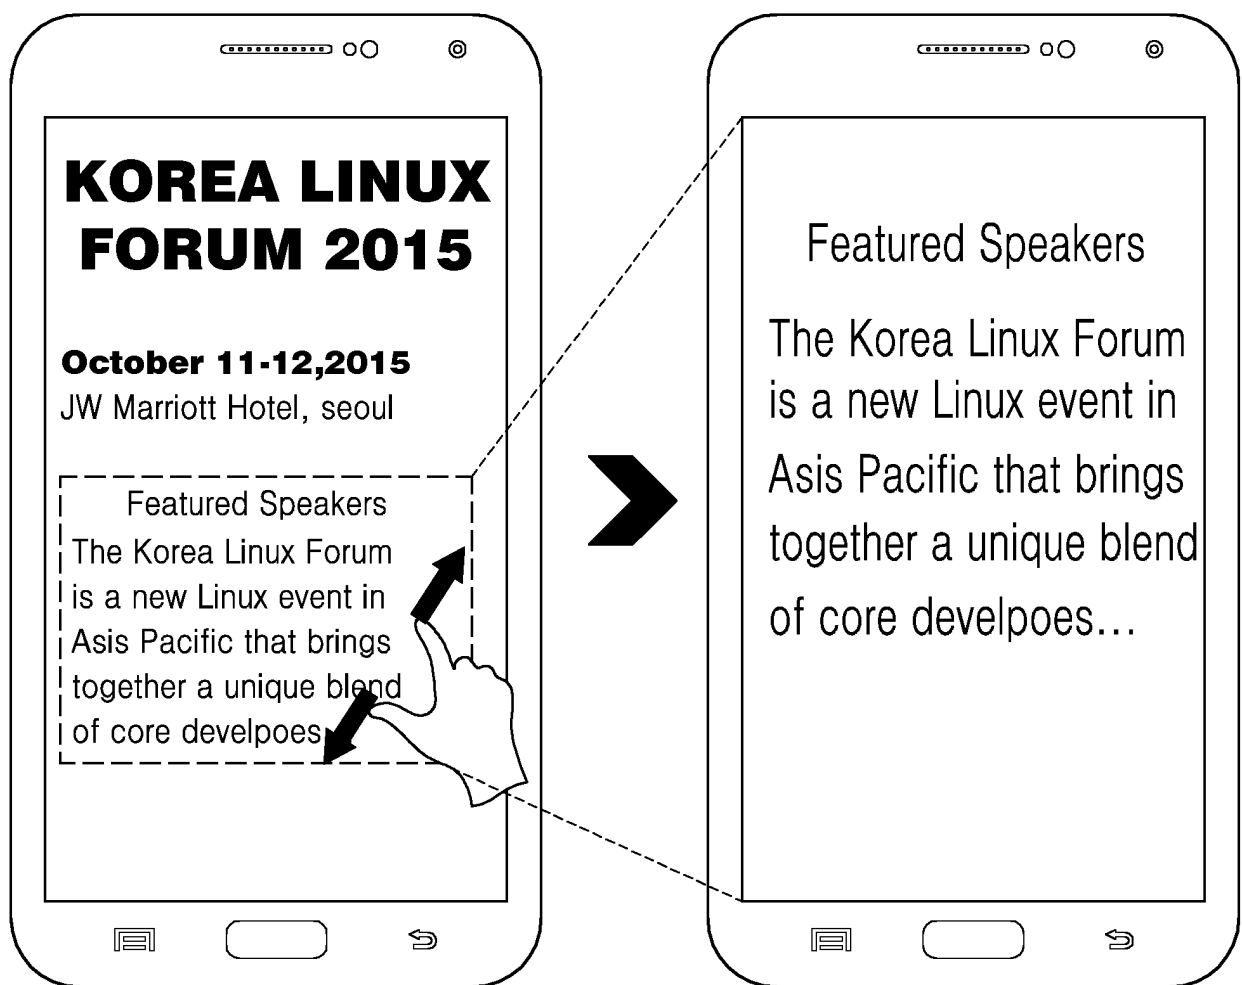 KOREA LINUX
FORUM 2015
October 11-12,2015
JW Marriott Hotel, seoul
Featured Speakers
The Korea Linux Forum
is a new Linux event in
Asis Pacific that brings
together a unique blend
of core develpoes
Featured Speakers
The Korea Linux Forum
is a new Linux event in
Asis Pacific that brings
together a unique blend
of core develpoes...